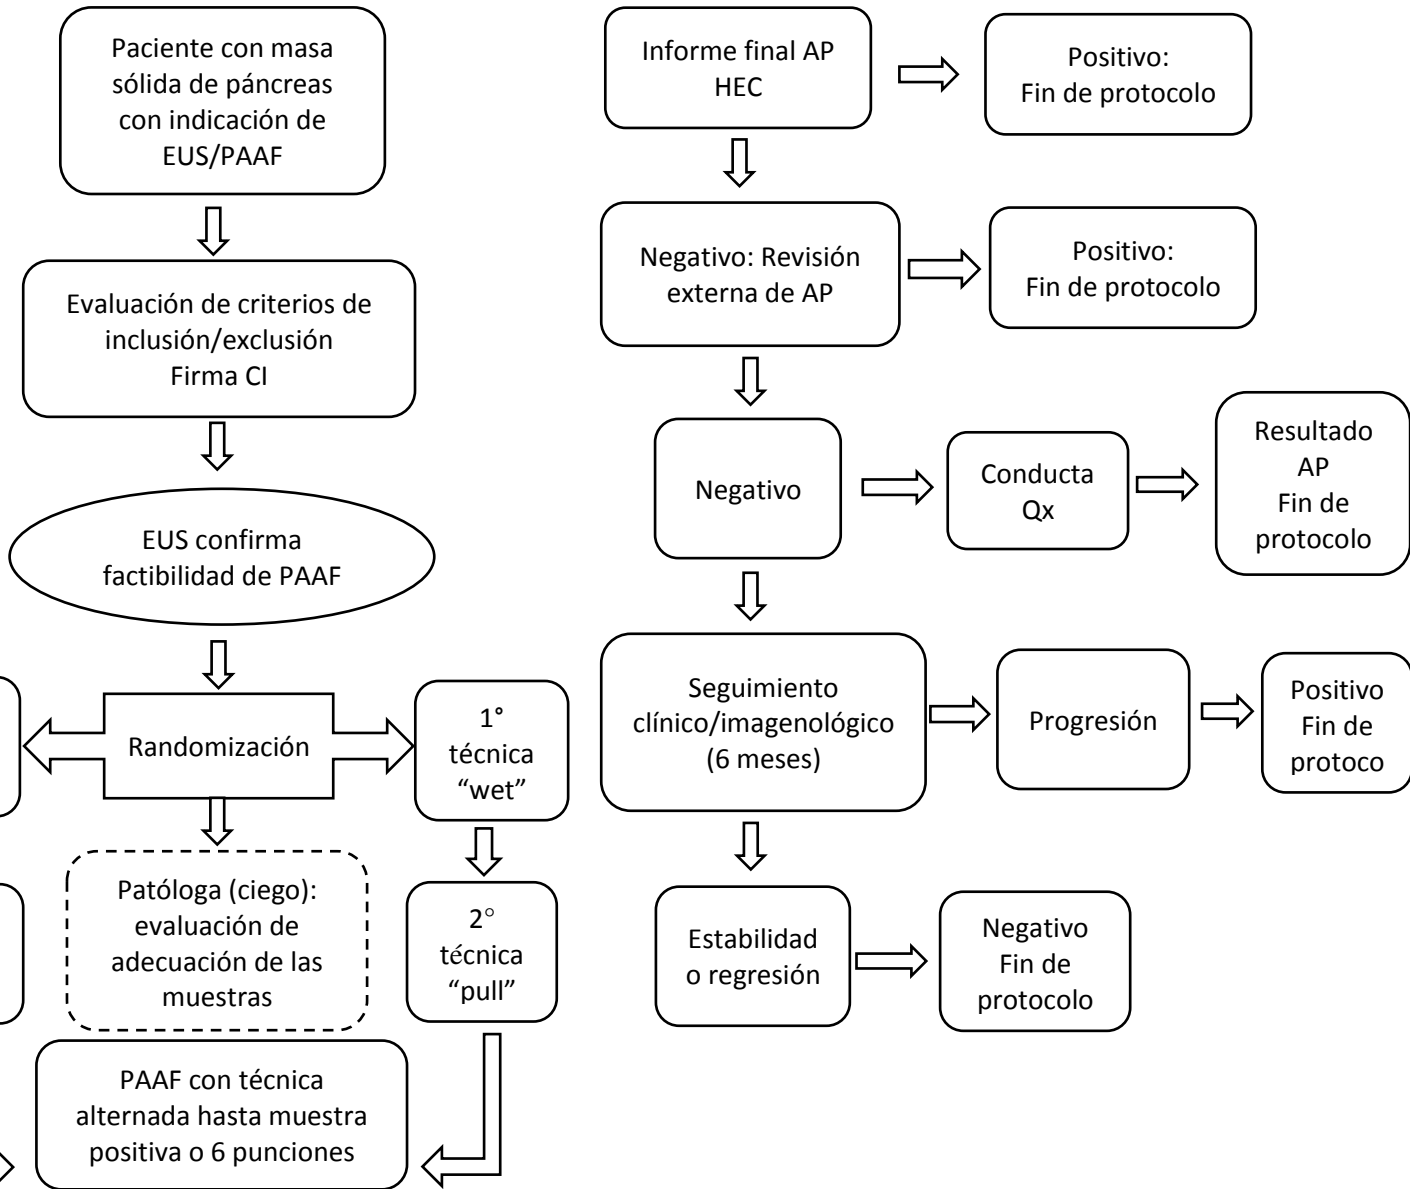 Paciente con masa
sólida de páncreas
con indicación de
EUS/PAAF
Evaluación de criterios de
inclusión/exclusión
Firma CI
EUS confirma
factibilidad de PAAF
Randomización
1°
técnica
“wet”
2°
técnica
“pull”
Patóloga (ciego):
evaluación de
adecuación de las
muestras
PAAF con técnica
alternada hasta muestra
positiva o 6 punciones
Informe final AP
HEC
Positivo:
Fin de protocolo
Negativo: Revisión
externa de AP
Positivo:
Fin de protocolo
Negativo
Conducta
Qx
Resultado
AP
Fin de
protocolo
Seguimiento
clínico/imagenológico
(6 meses)
Progresión
Positivo
Fin de
protoco
Estabilidad
o regresión
Negativo
Fin de
protocolo